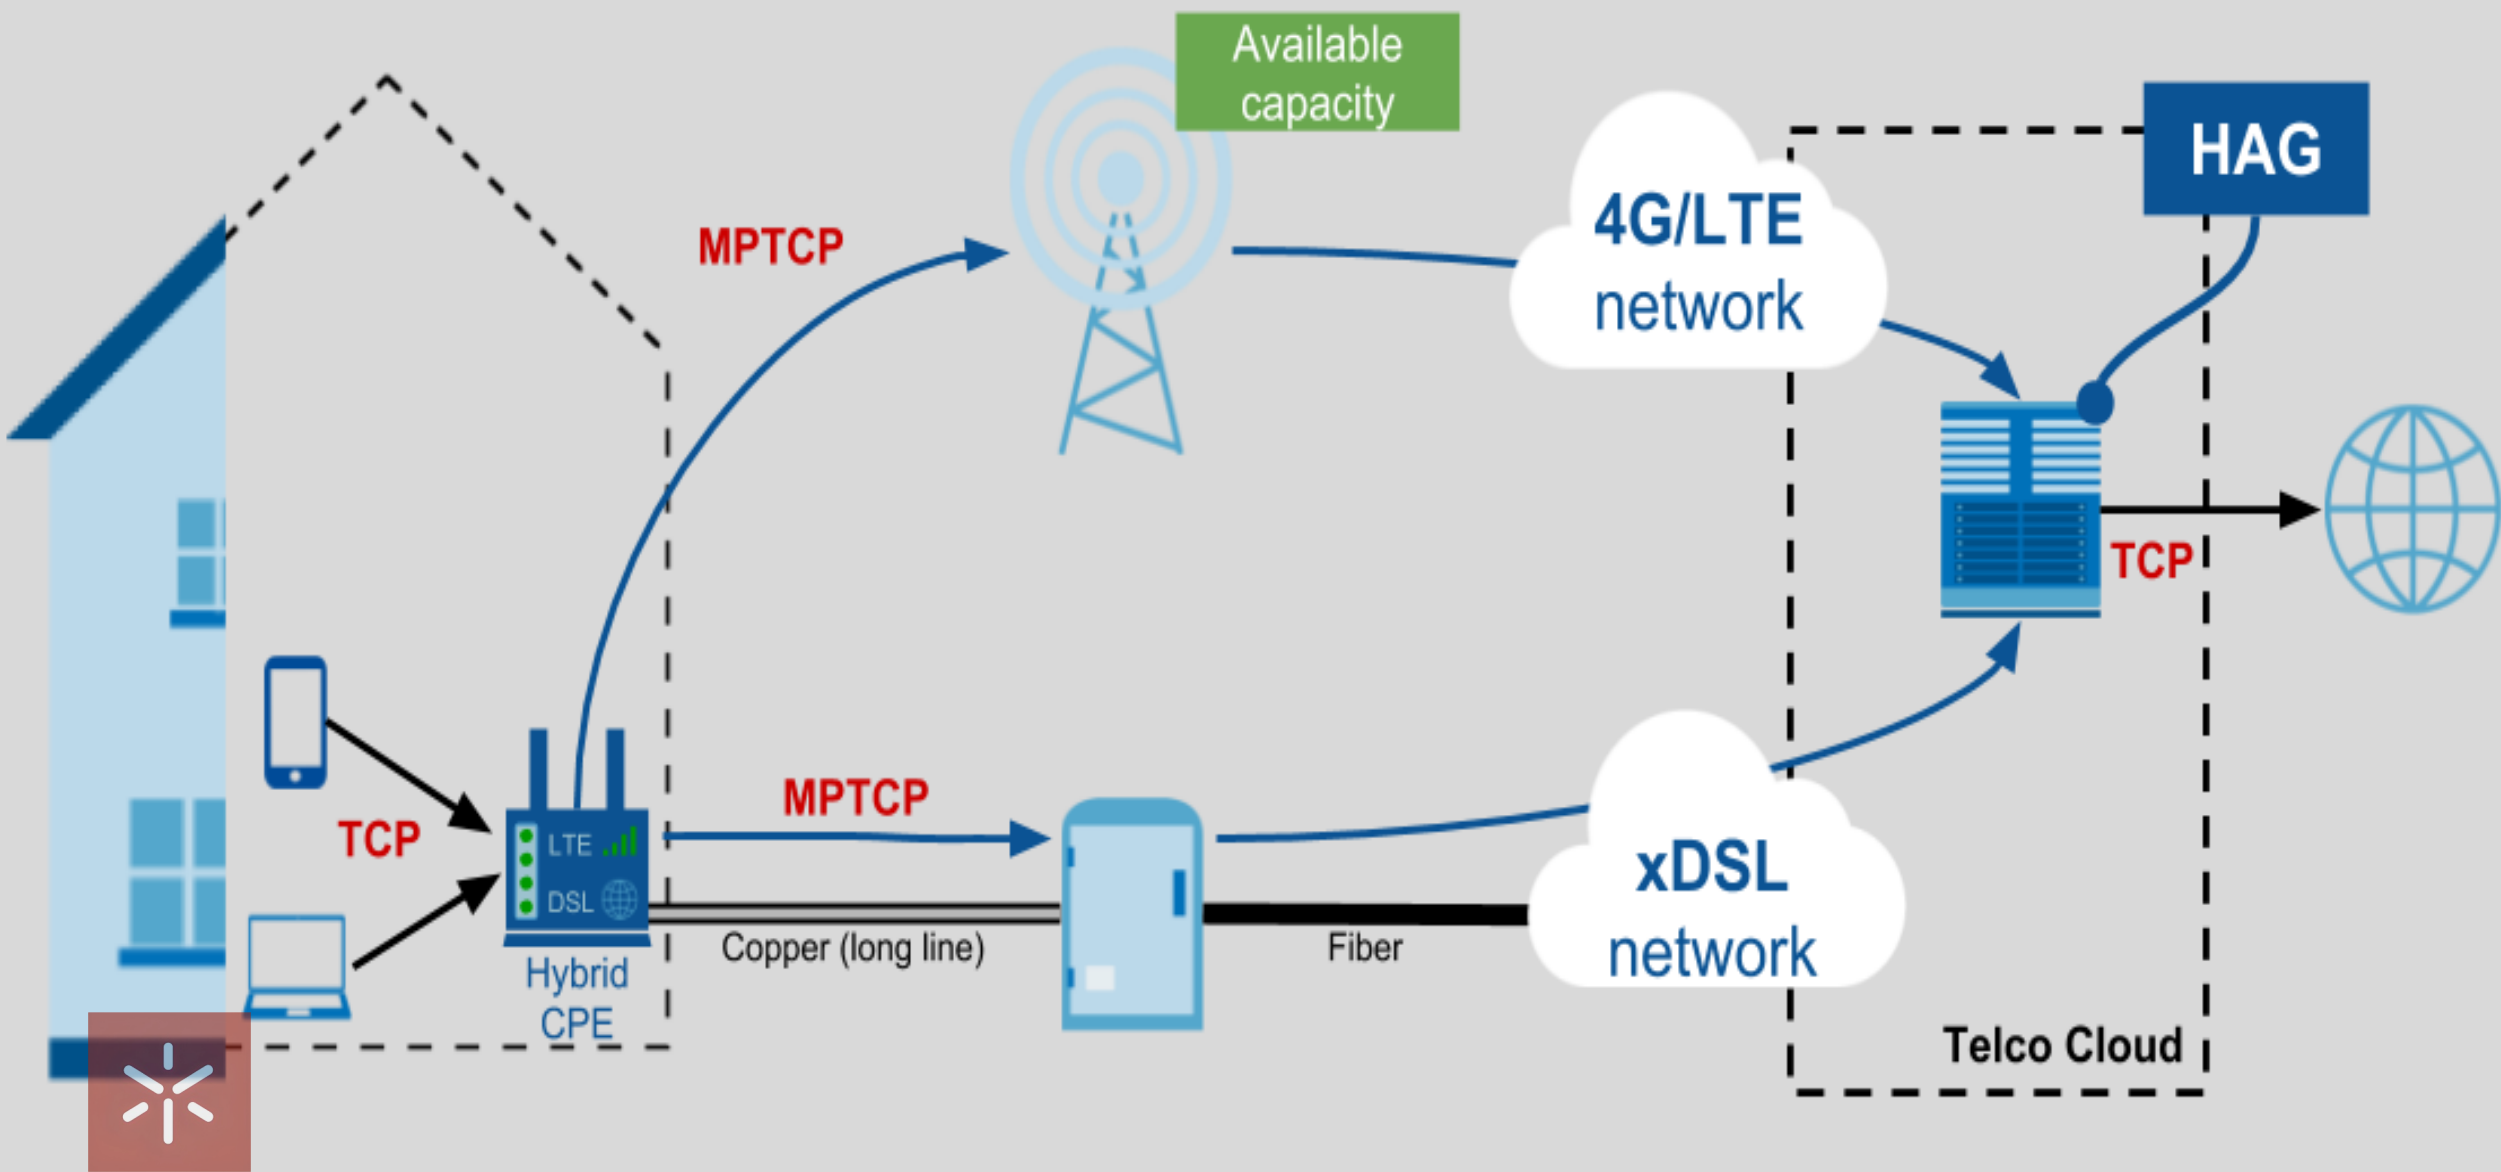 Available
capacity
HAG
4G/LTE
network
MPTCP
TCP
MPTCP
TCP
LTE
DSL
xDSL
network
Copper (long line)
Fiber
Hybrid
CPE
Telco Cloud